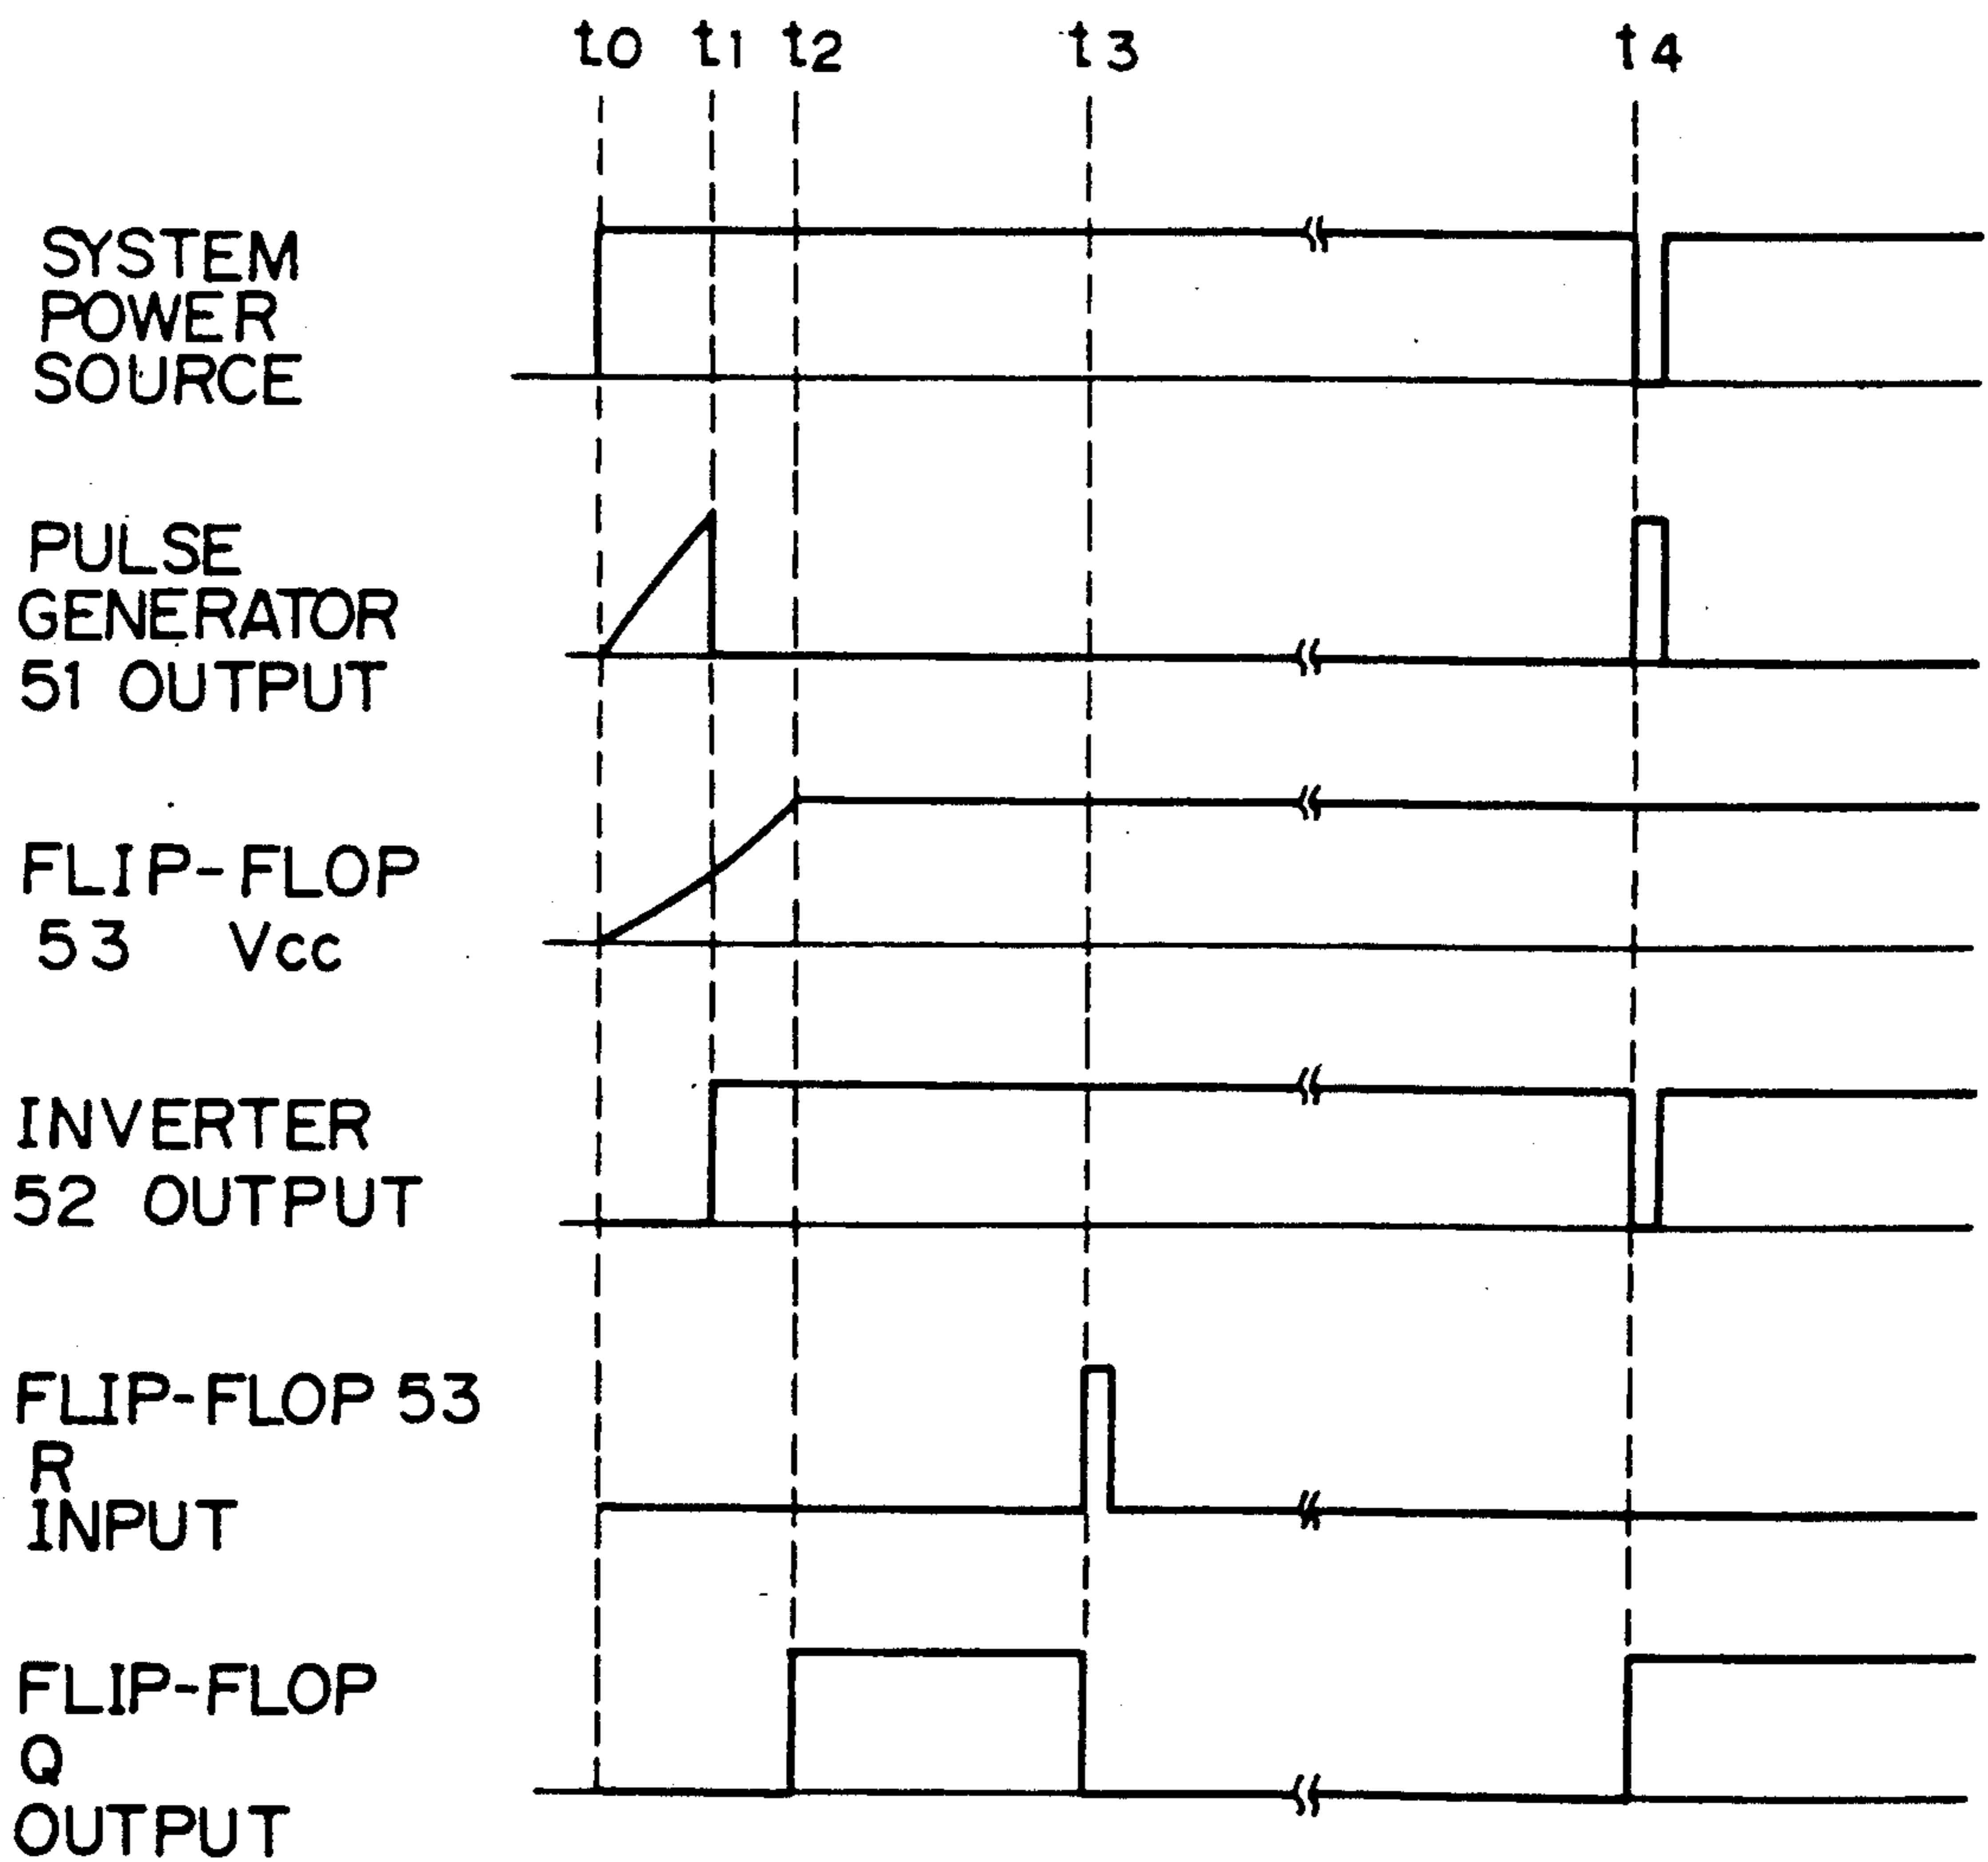 t0 t1 t2 t3 t4
SYSTEM
POWER
SOURCE
PULSE
GENERATOR
51 OUTPUT
FLIP-FLOP
53 Vcc
INVERTER
52 OUTPUT
FLIP-FLOP 53
R
INPUT
FLIP-FLOP
Q
OUTPUT